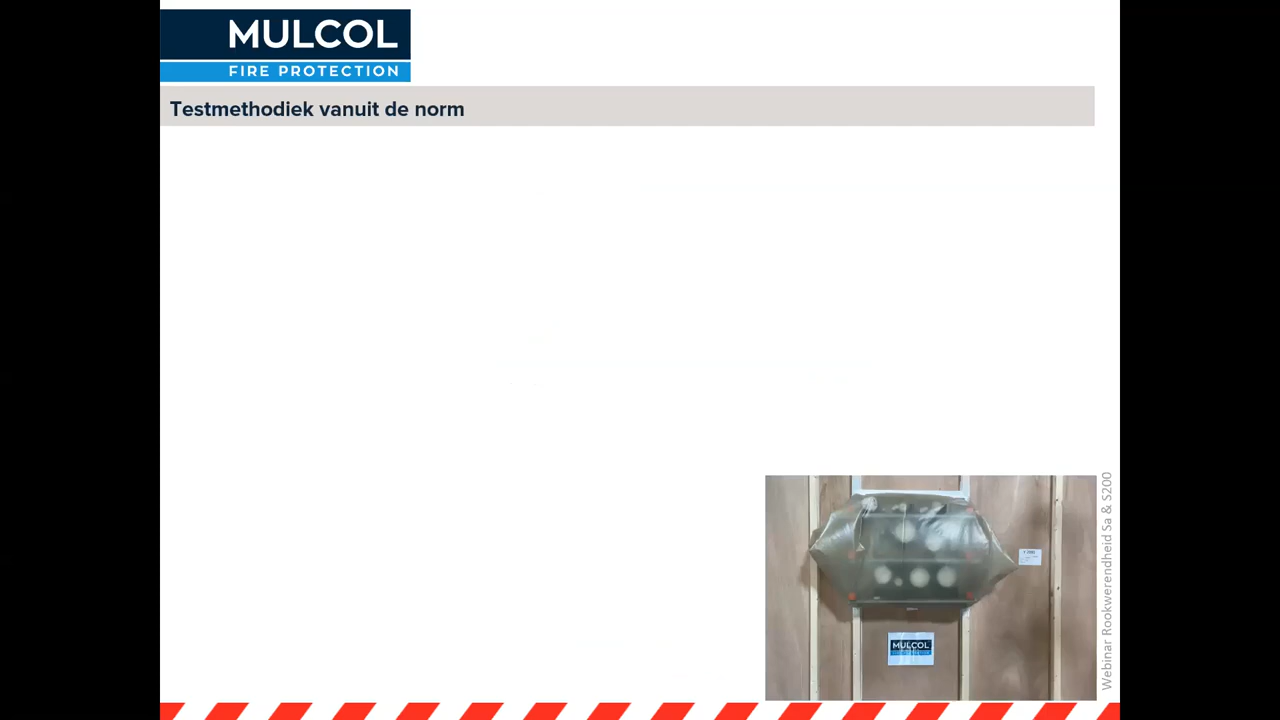 MULCOL
FIRE PROTECTION
Testmethodiek vanuit de norm
Webinar Rookwerendheid Sa & S200
MULCOL